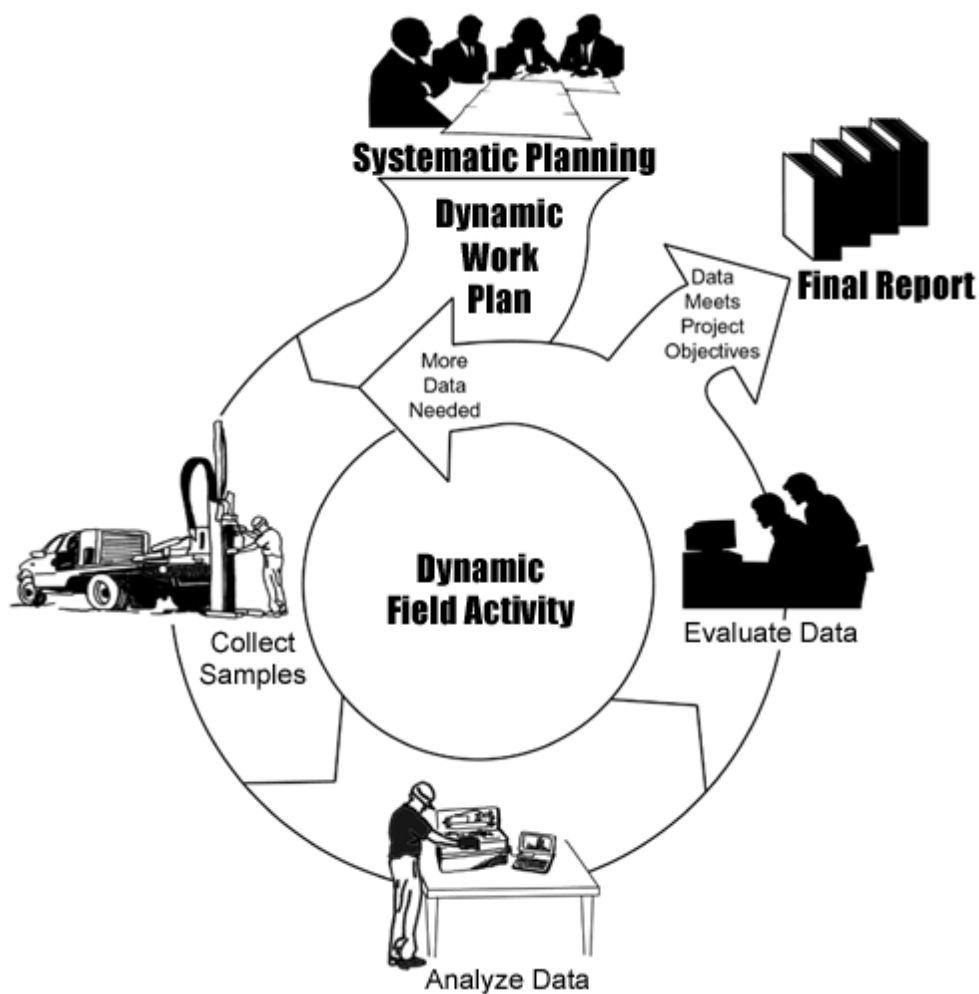 Systematic Planning
Dynamic
Work
Plan
Data
Meets
Project
Objectives
Final Report
More
Data
Needed
Dynamic
Field Activity
Collect
Samples
Evaluate Data
Analyze Data